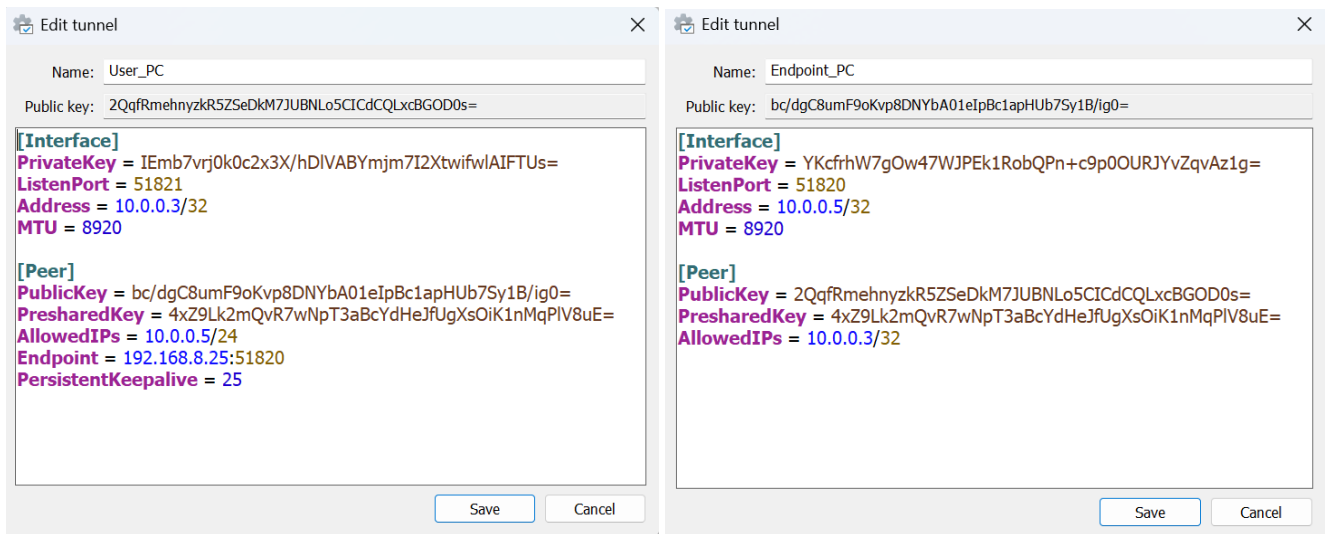 Edit tunnel
Name: User_PC
Public key: 2QqfRmehnyzkR5ZSeDkM7JUBNLo5CICdCQLxcBGOD0s=
[Interface]
PrivateKey = IEmb7vrj0k0c2x3X/hDlVABYmjm7I2XtwifwlAIFTUs=
ListenPort = 51821
Address = 10.0.0.3/32
MTU = 8920
[Peer]
PublicKey = bc/dgC8umF9oKvp8DNYbA01eIpBc1apHUb7Sy1B/ig0=
PresharedKey = 4xZ9Lk2mQvR7wNpT3aBcYdHeJfUgXsOiK1nMqPlV8uE=
AllowedIPs = 10.0.0.5/24
Endpoint = 192.168.8.25:51820
PersistentKeepalive = 25
Save Cancel
Edit tunnel
Name: Endpoint_PC
Public key: bc/dgC8umF9oKvp8DNYbA01eIpBc1apHUb7Sy1B/ig0=
[Interface]
PrivateKey = YKcfrhW7gOw47WJPEk1RobQPn+c9p0OURJYvZqvAz1g=
ListenPort = 51820
Address = 10.0.0.5/32
MTU = 8920
[Peer]
PublicKey = 2QqfRmehnyzkR5ZSeDkM7JUBNLo5CICdCQLxcBGOD0s=
PresharedKey = 4xZ9Lk2mQvR7wNpT3aBcYdHeJfUgXsOiK1nMqPlV8uE=
AllowedIPs = 10.0.0.3/32
Save Cancel